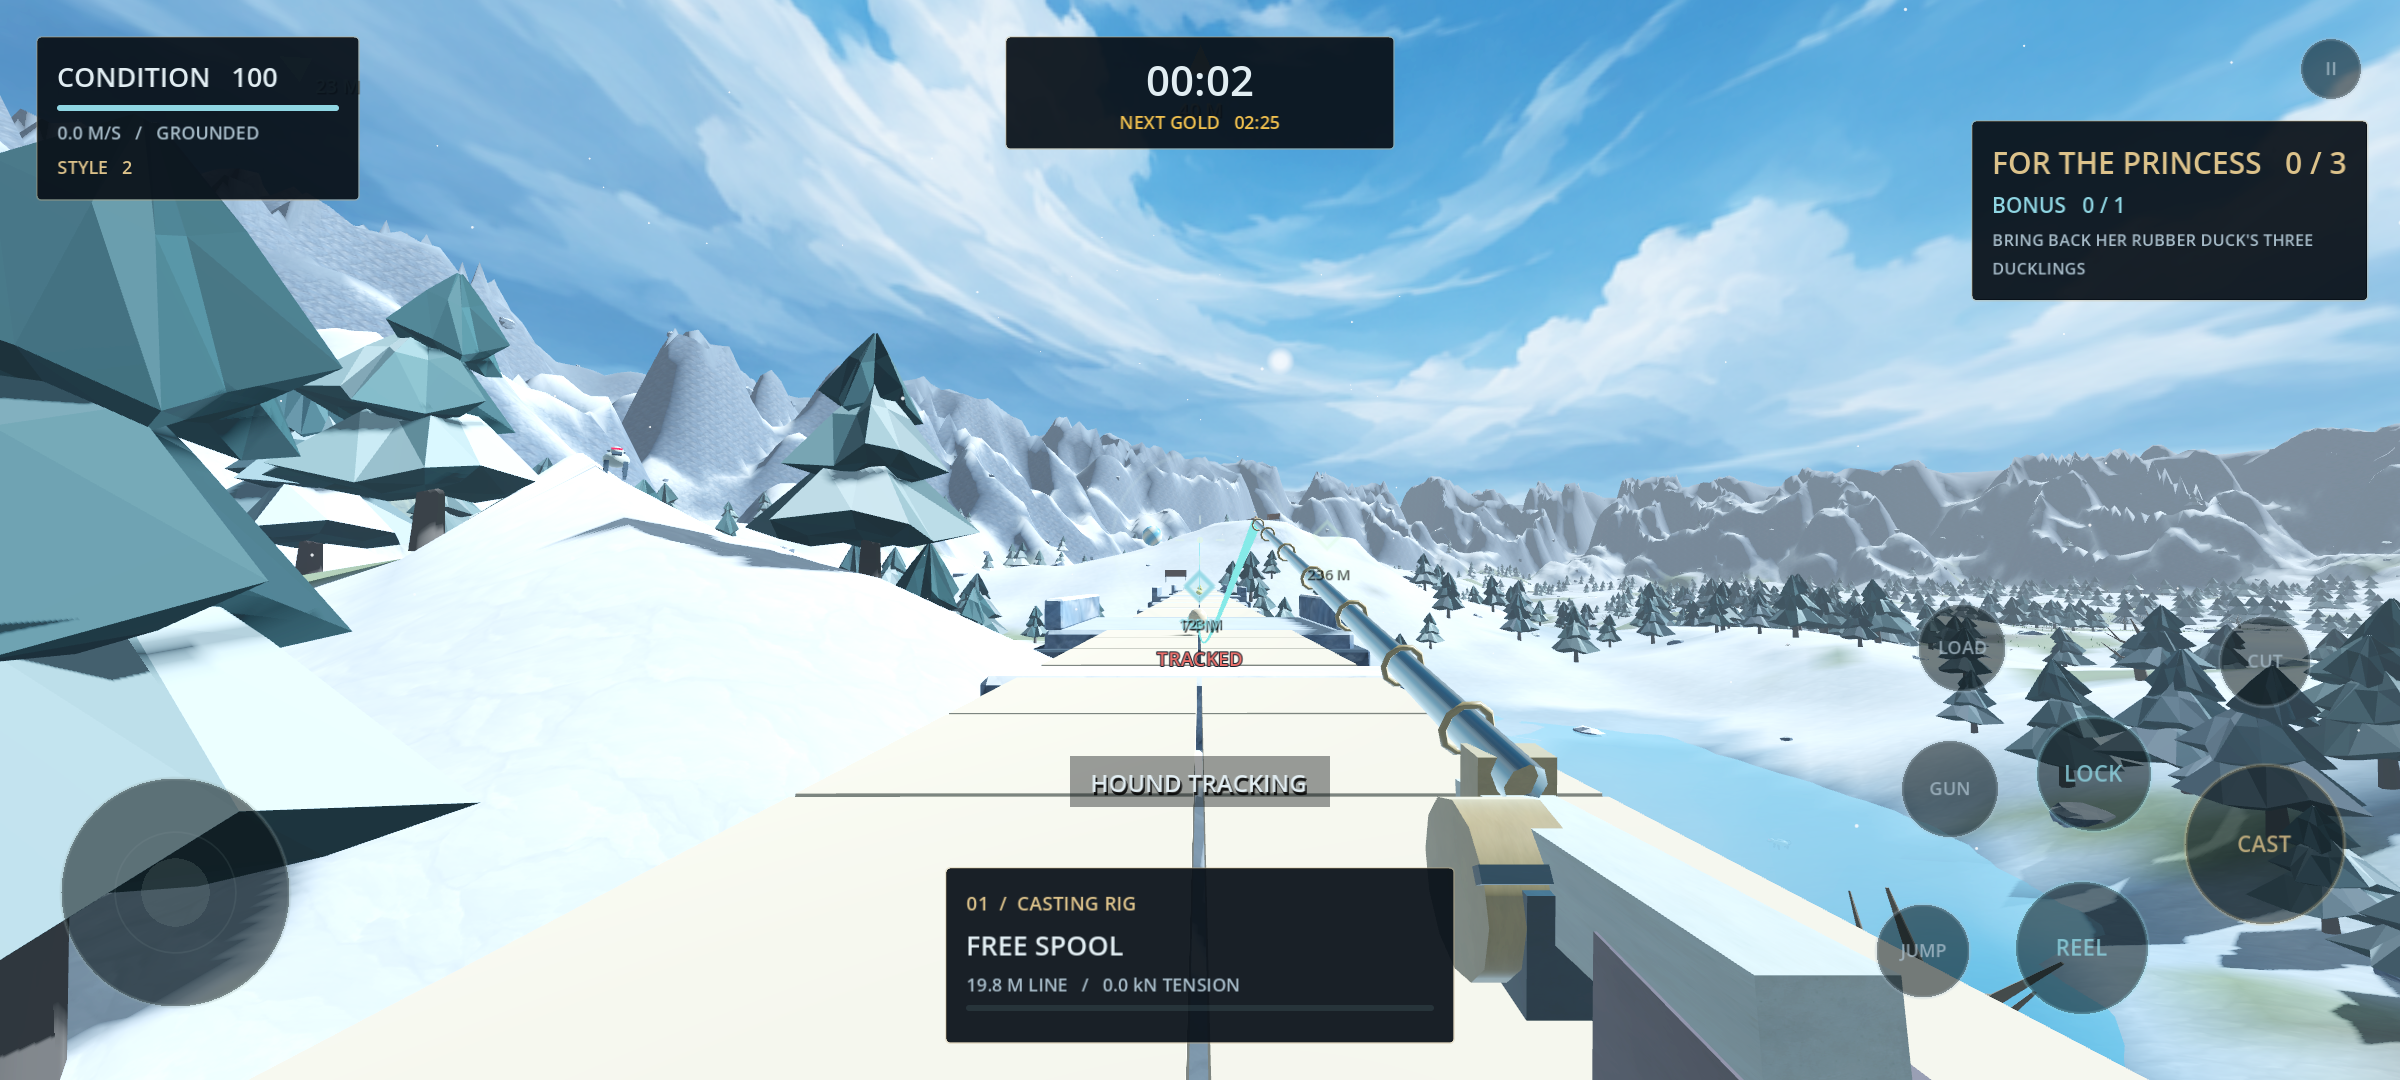 CONDITION 100
23 M
0.0 M/S / GROUNDED
STYLE 2
00:02
NEXT GOLD 02:25
FOR THE PRINCESS 0 / 3
BONUS 0 / 1
BRING BACK HER RUBBER DUCK'S THREE
DUCKLINGS
236 M
TRACKED
HOUND TRACKING
LOAD
CUT
GUN
LOCK
CAST
JUMP
REEL
01 / CASTING RIG
FREE SPOOL
19.8 M LINE / 0.0 kN TENSION